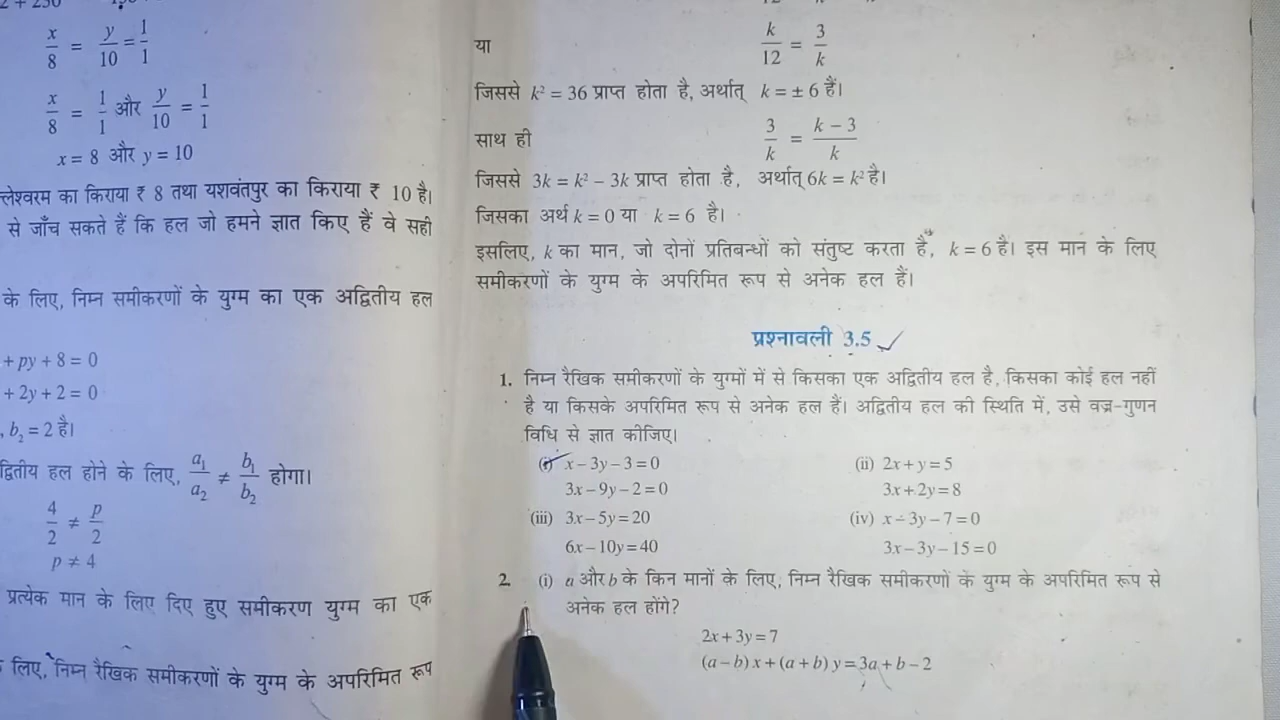 x/8 = y/10 = 1/1
x/8 = 1/1 और y/10 = 1/1
x = 8 और y = 10
लेश्वरम का किराया ₹ 8 तथा यशवंतपुर का किराया ₹ 10 है।
से जाँच सकते हैं कि हल जो हमने ज्ञात किए हैं वे सही
के लिए, निम्न समीकरणों के युग्म का एक अद्वितीय हल
+ py + 8 = 0
+ 2y + 2 = 0
, b₂ = 2 है।
द्वितीय हल होने के लिए, a₁/a₂ ≠ b₁/b₂ होगा।
4/2 ≠ p/2
p ≠ 4
प्रत्येक मान के लिए दिए हुए समीकरण युग्म का एक
लिए, निम्न रैखिक समीकरणों के युग्म के अपरिमित रूप
या k/12 = 3/k
जिससे k² = 36 प्राप्त होता है, अर्थात् k = ± 6 हैं।
साथ ही 3/k = (k – 3)/k
जिससे 3k = k² – 3k प्राप्त होता है, अर्थात् 6k = k² है।
जिसका अर्थ k = 0 या k = 6 है।
इसलिए, k का मान, जो दोनों प्रतिबन्धों को संतुष्ट करता है, k = 6 है। इस मान के लिए
समीकरणों के युग्म के अपरिमित रूप से अनेक हल हैं।
प्रश्नावली 3.5
1. निम्न रैखिक समीकरणों के युग्मों में से किसका एक अद्वितीय हल है, किसका कोई हल नहीं
है या किसके अपरिमित रूप से अनेक हल हैं। अद्वितीय हल की स्थिति में, उसे वज्र-गुणन
विधि से ज्ञात कीजिए।
(i) x – 3y – 3 = 0 (ii) 2x + y = 5
3x – 9y – 2 = 0 3x + 2y = 8
(iii) 3x – 5y = 20 (iv) x – 3y – 7 = 0
6x – 10y = 40 3x – 3y – 15 = 0
2. (i) a और b के किन मानों के लिए, निम्न रैखिक समीकरणों के युग्म के अपरिमित रूप से
अनेक हल होंगे?
2x + 3y = 7
(a – b) x + (a + b) y = 3a + b – 2